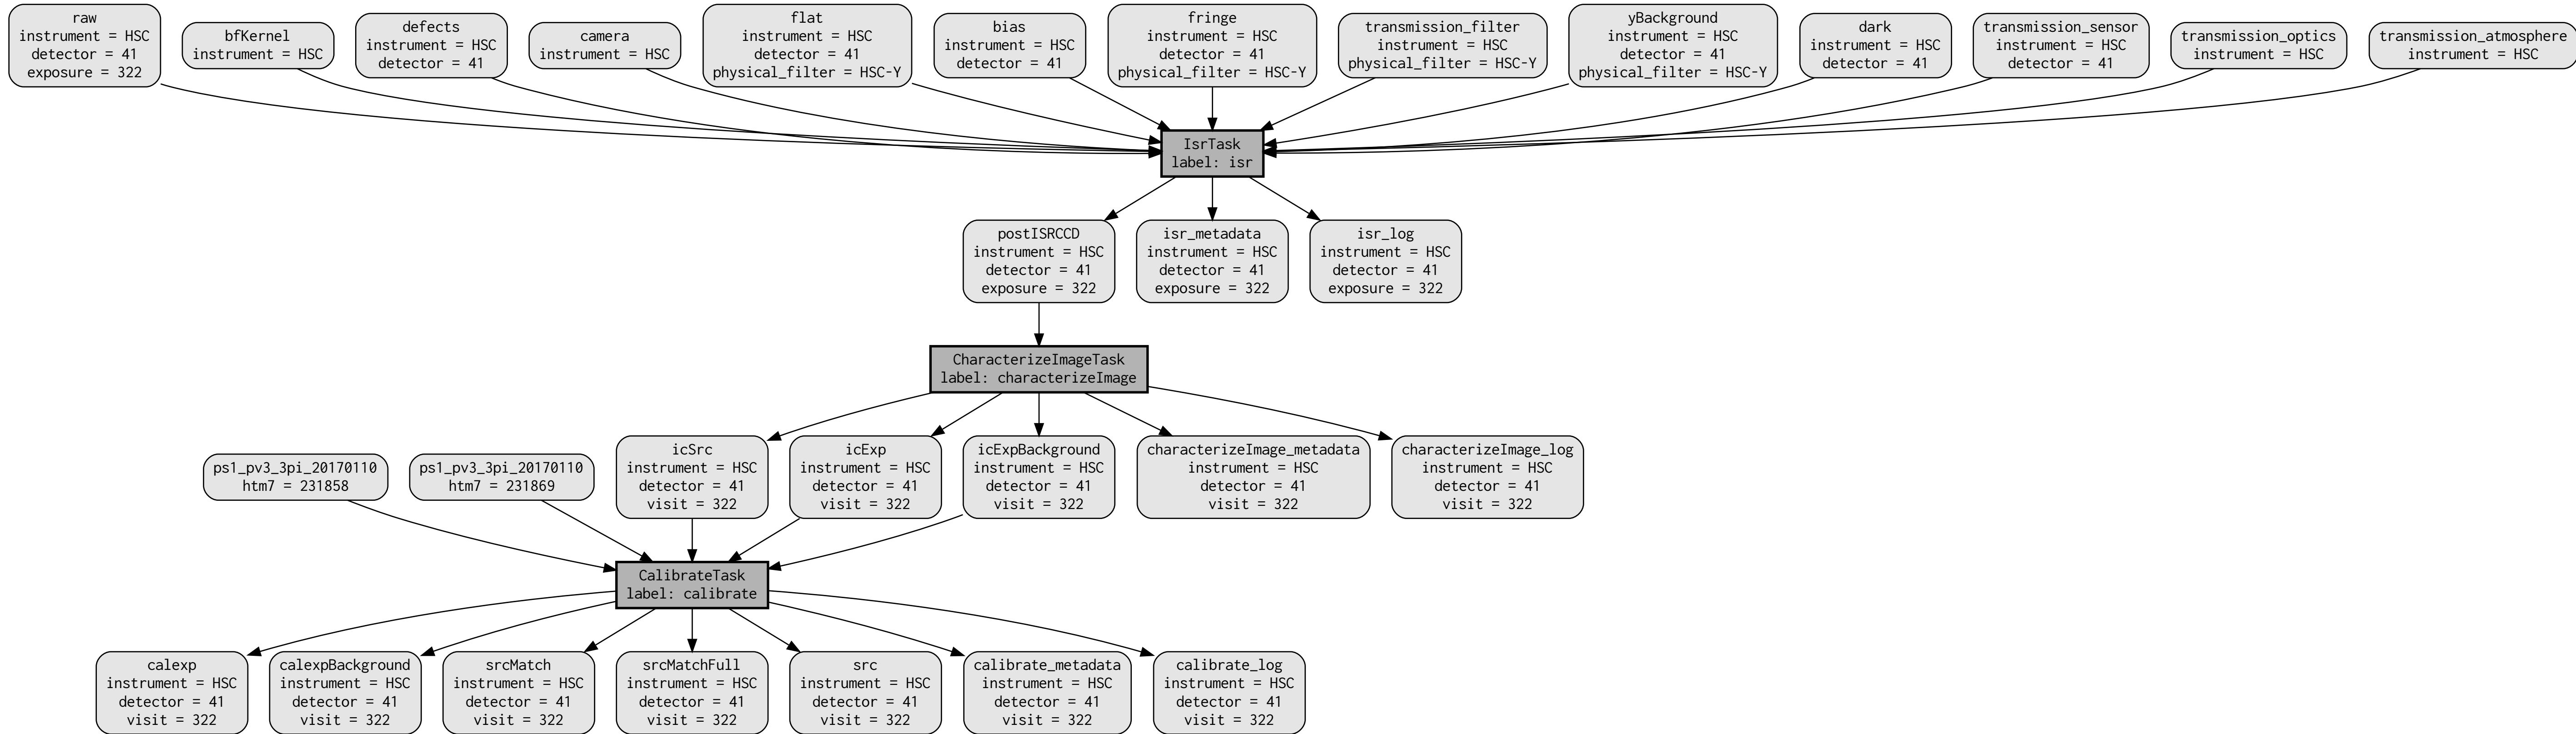 raw
instrument = HSC
detector = 41
exposure = 322
bfKernel
instrument = HSC
defects
instrument = HSC
detector = 41
camera
instrument = HSC
flat
instrument = HSC
detector = 41
physical_filter = HSC-Y
bias
instrument = HSC
detector = 41
fringe
instrument = HSC
detector = 41
physical_filter = HSC-Y
transmission_filter
instrument = HSC
physical_filter = HSC-Y
yBackground
instrument = HSC
detector = 41
physical_filter = HSC-Y
dark
instrument = HSC
detector = 41
transmission_sensor
instrument = HSC
detector = 41
transmission_optics
instrument = HSC
transmission_atmosphere
instrument = HSC
IsrTask
label: isr
postISRCCD
instrument = HSC
detector = 41
exposure = 322
isr_metadata
instrument = HSC
detector = 41
exposure = 322
isr_log
instrument = HSC
detector = 41
exposure = 322
CharacterizeImageTask
label: characterizeImage
ps1_pv3_3pi_20170110
htm7 = 231858
ps1_pv3_3pi_20170110
htm7 = 231869
icSrc
instrument = HSC
detector = 41
visit = 322
icExp
instrument = HSC
detector = 41
visit = 322
icExpBackground
instrument = HSC
detector = 41
visit = 322
characterizeImage_metadata
instrument = HSC
detector = 41
visit = 322
characterizeImage_log
instrument = HSC
detector = 41
visit = 322
CalibrateTask
label: calibrate
calexp
instrument = HSC
detector = 41
visit = 322
calexpBackground
instrument = HSC
detector = 41
visit = 322
srcMatch
instrument = HSC
detector = 41
visit = 322
srcMatchFull
instrument = HSC
detector = 41
visit = 322
src
instrument = HSC
detector = 41
visit = 322
calibrate_metadata
instrument = HSC
detector = 41
visit = 322
calibrate_log
instrument = HSC
detector = 41
visit = 322